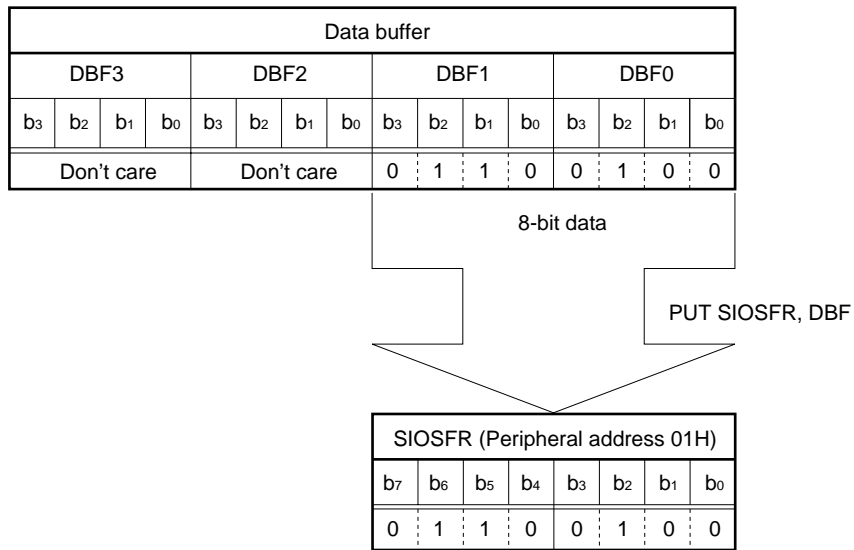 Data buffer
DBF3 DBF2 DBF1 DBF0
b3 b2 b1 b0 b3 b2 b1 b0 b3 b2 b1 b0 b3 b2 b1 b0
Don't care Don't care 0 1 1 0 0 1 0 0
8-bit data
PUT SIOSFR, DBF
SIOSFR (Peripheral address 01H)
b7 b6 b5 b4 b3 b2 b1 b0
0 1 1 0 0 1 0 0